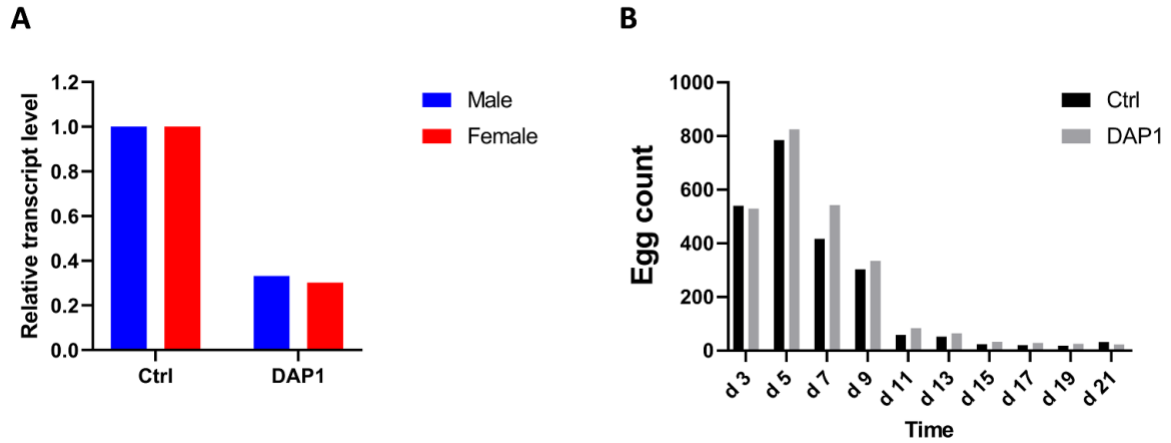 A
Relative transcript level
1.2
1.0
0.8
0.6
0.4
0.2
0.0
Ctrl
DAP1
Male
Female
B
Egg count
1000
800
600
400
200
0
d 3
d 5
d 7
d 9
d 11
d 13
d 15
d 17
d 19
d 21
Time
Ctrl
DAP1